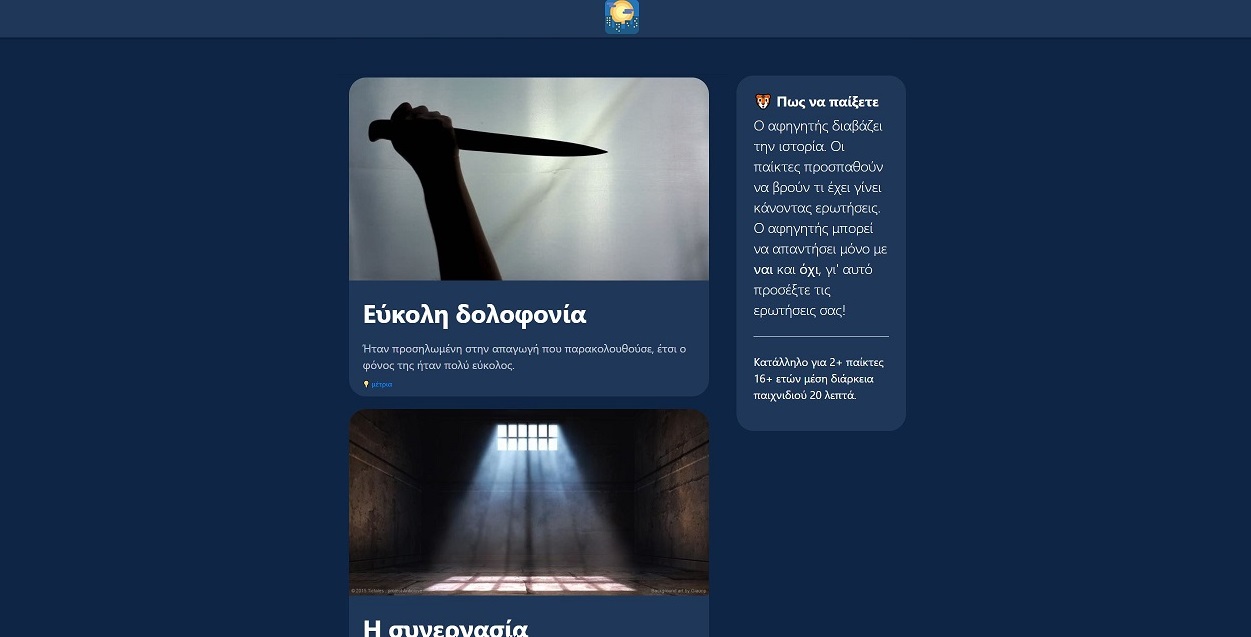 Εύκολη δολοφονία
Ήταν προσηλωμένη στην απαγωγή που παρακολουθούσε, έτσι ο
φόνος της ήταν πολύ εύκολος.
μέτρια
Η συνεργασία
Πως να παίξετε
Ο αφηγητής διαβάζει
την ιστορία. Οι
παίκτες προσπαθούν
να βρούν τι έχει γίνει
κάνοντας ερωτήσεις.
Ο αφηγητής μπορεί
να απαντήσει μόνο με
ναι και όχι, γι' αυτό
προσέξτε τις
ερωτήσεις σας!
Κατάλληλο για 2+ παίκτες
16+ ετών μέση διάρκεια
παιχνιδιού 20 λεπτά.